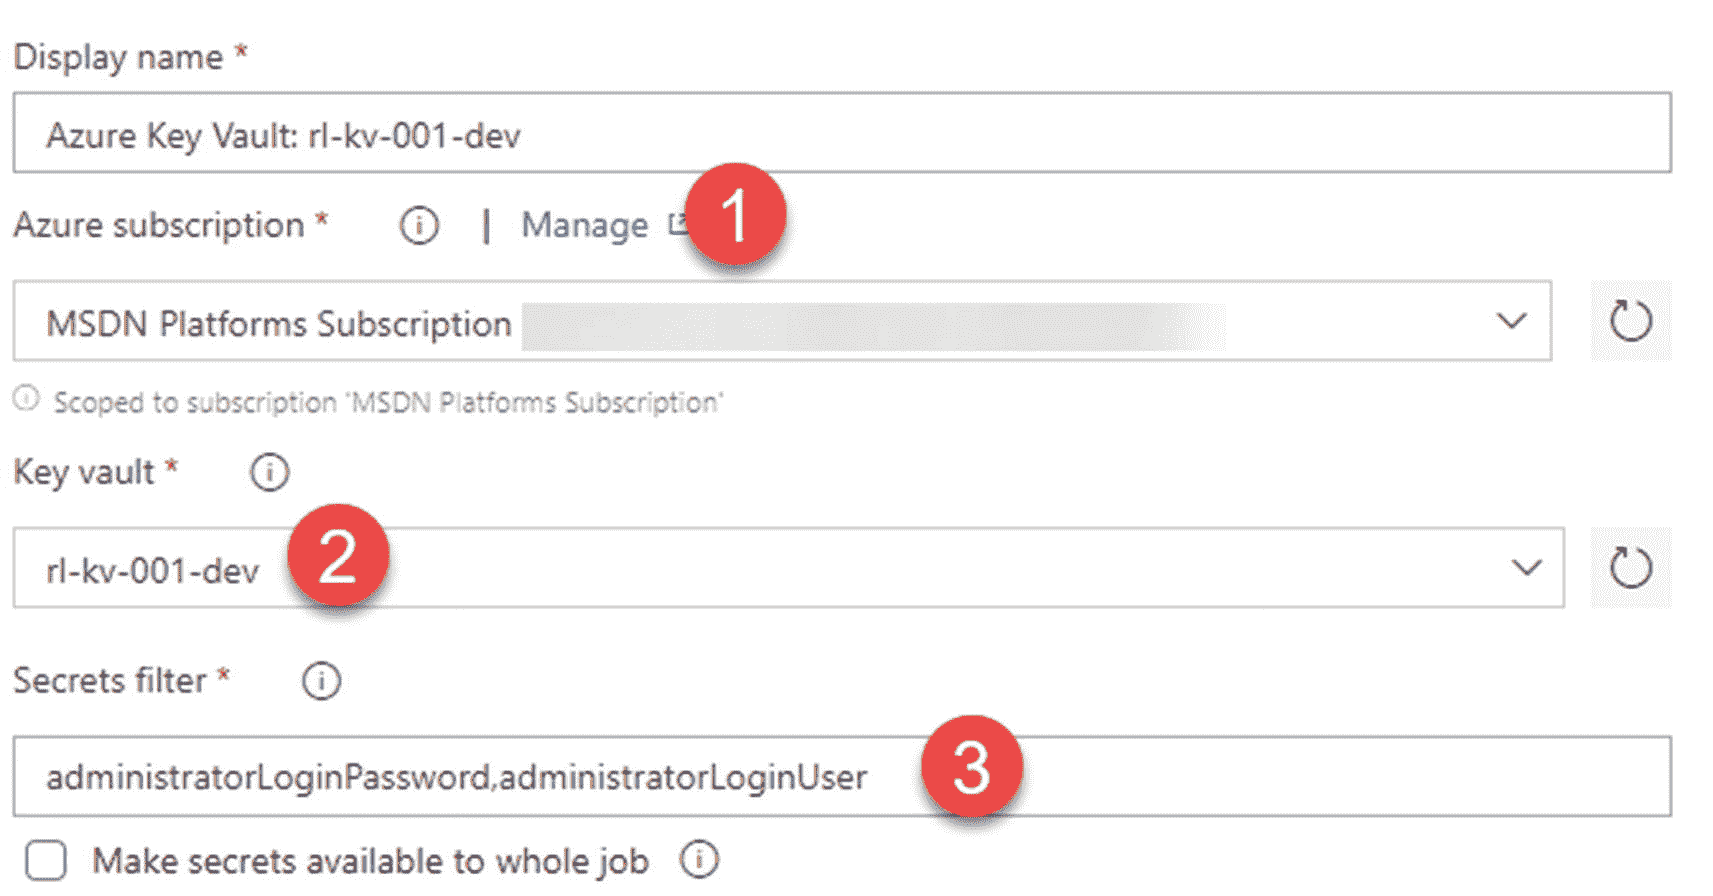 Display name *
Azure Key Vault: rl-kv-001-dev
Azure subscription * | Manage
1
MSDN Platforms Subscription
Scoped to subscription 'MSDN Platforms Subscription'
Key vault *
rl-kv-001-dev
2
Secrets filter *
administratorLoginPassword,administratorLoginUser
3
Make secrets available to whole job